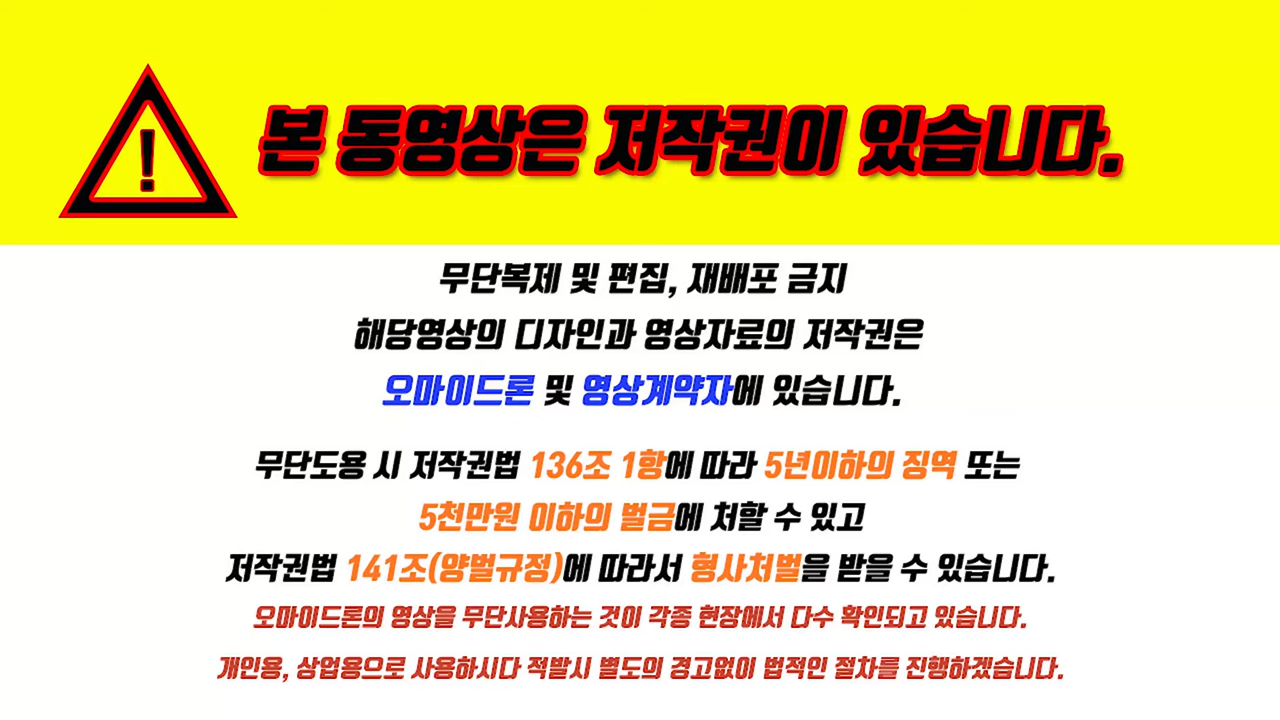 본 동영상은 저작권이 있습니다.
무단복제 및 편집, 재배포 금지
해당영상의 디자인과 영상자료의 저작권은
오마이드론 및 영상계약자에 있습니다.
무단도용 시 저작권법 136조 1항에 따라 5년이하의 징역 또는
5천만원 이하의 벌금에 처할 수 있고
저작권법 141조(양벌규정)에 따라서 형사처벌을 받을 수 있습니다.
오마이드론의 영상을 무단사용하는 것이 각종 현장에서 다수 확인되고 있습니다.
개인용, 상업용으로 사용하시다 적발시 별도의 경고없이 법적인 절차를 진행하겠습니다.